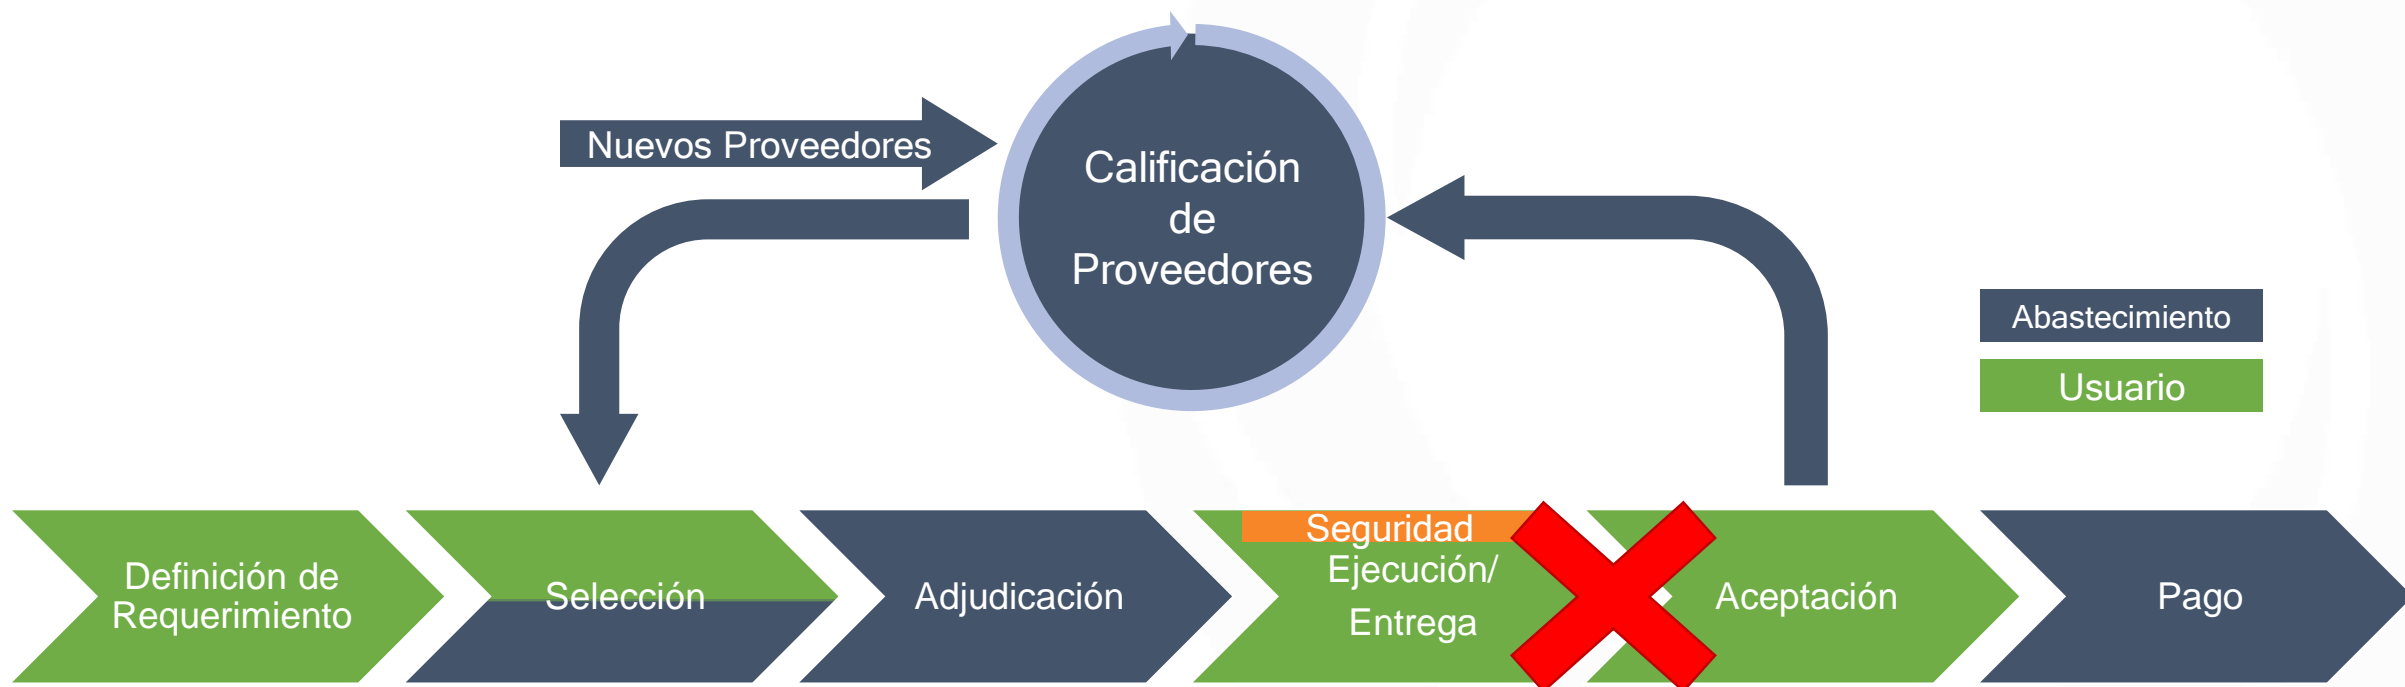 Nuevos Proveedores
Calificación
de
Proveedores
Abastecimiento
Usuario
Definición de
Requerimiento
Selección
Adjudicación
Seguridad
Ejecución/
Entrega
Aceptación
Pago